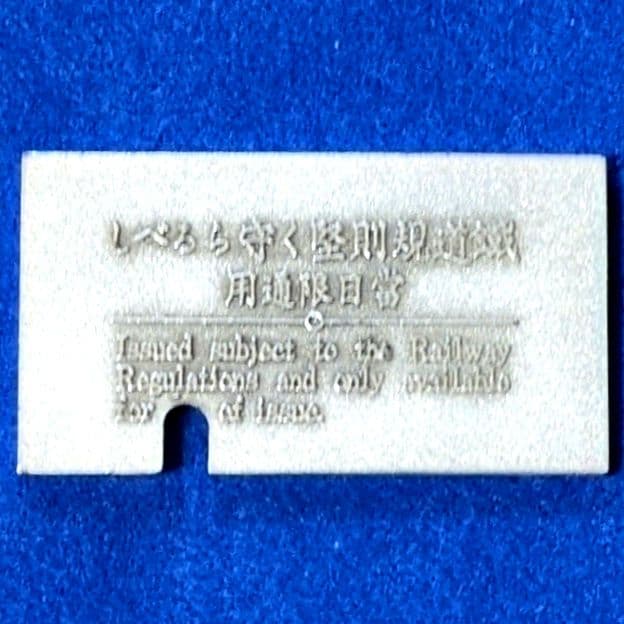 鐵道規則堅く守らるべし
當日限通用
Issued subject to the Railway
Regulations and only available
for of issue.